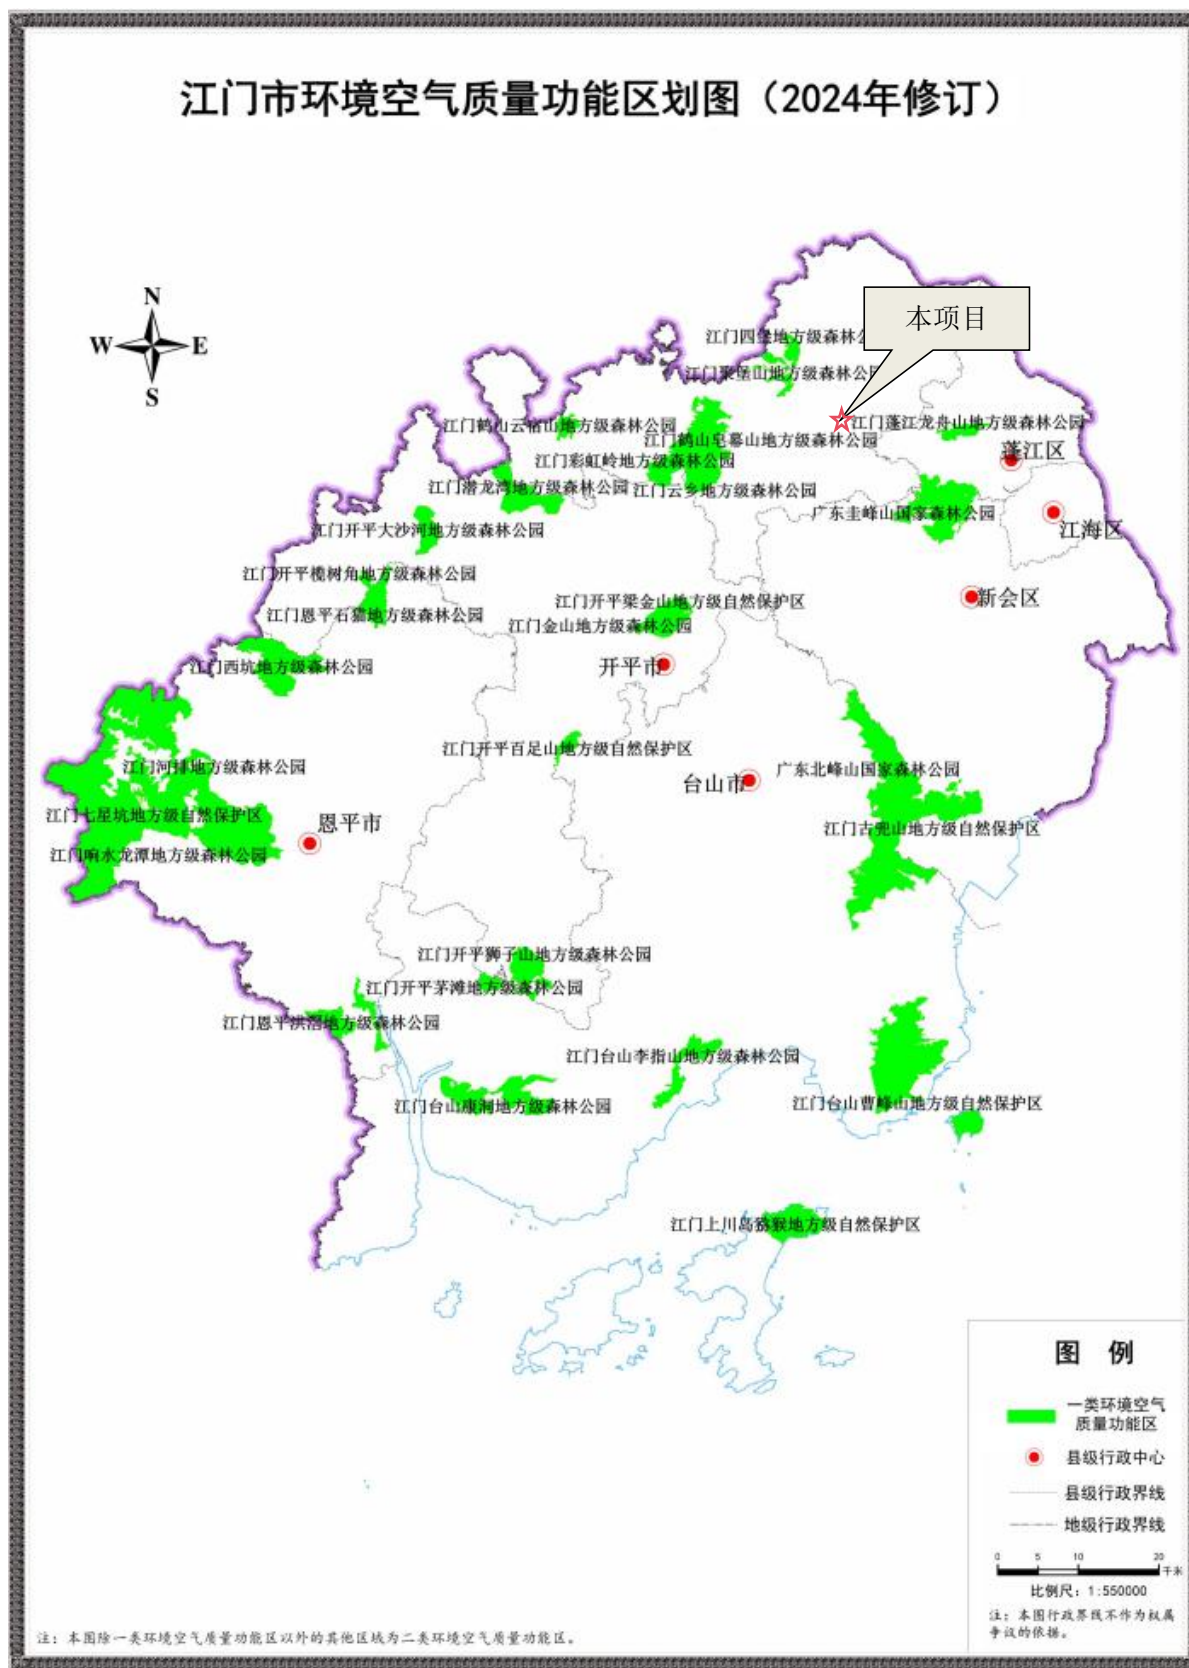 江门市环境空气质量功能区划图（2024年修订）
N
W
E
S
本项目
江门四堡地方级森林公
江门聚堡山地方级森林公园
江门鹤山云宿山地方级森林公园
江门蓬江龙舟山地方级森林公园
江门鹤山皂幕山地方级森林公园
蓬江区
江门彩虹岭地方级森林公园
江门潜龙湾地方级森林公园
江门云乡地方级森林公园
广东圭峰山国家森林公园
江门开平大沙河地方级森林公园
江海区
江门开平榄树角地方级森林公园
江门恩平石猫地方级森林公园
江门开平梁金山地方级自然保护区
新会区
江门金山地方级森林公园
江门西坑地方级森林公园
开平市
江门开平百足山地方级自然保护区
江门河排地方级森林公园
台山市
广东北峰山国家森林公园
江门七星坑地方级自然保护区
恩平市
江门古兜山地方级自然保护区
江门响水龙潭地方级森林公园
江门开平狮子山地方级森林公园
江门开平茅滩地方级森林公园
江门恩平洪滘地方级森林公园
江门台山李指山地方级森林公园
江门台山康洞地方级森林公园
江门台山曹峰山地方级自然保护区
江门上川岛猕猴地方级自然保护区
图 例
一类环境空气
质量功能区
县级行政中心
县级行政界线
地级行政界线
0 5 10 20
千米
比例尺：1:550000
注：本图行政界线不作为权属
争议的依据。
注：本图除一类环境空气质量功能区以外的其他区域为二类环境空气质量功能区。